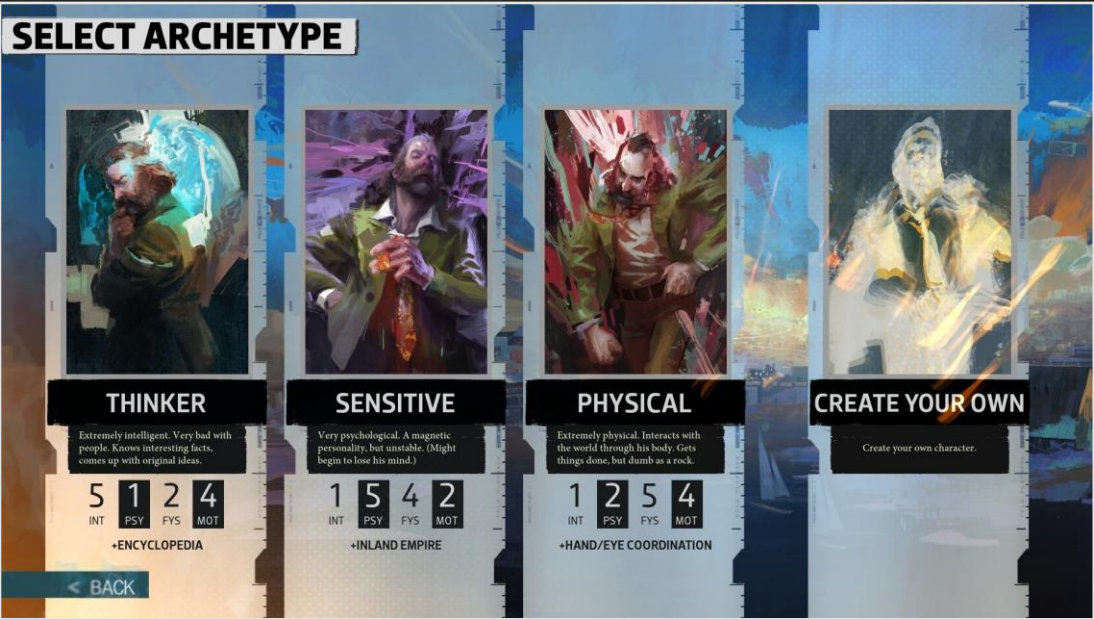 SELECT ARCHETYPE
THINKER
Extremely intelligent. Very bad with
people. Knows interesting facts,
comes up with original ideas.
5 1 2 4
INT PSY FYS MOT
+ENCYCLOPEDIA
SENSITIVE
Very psychological. A magnetic
personality, but unstable. (Might
begin to lose his mind.)
1 5 4 2
INT PSY FYS MOT
+INLAND EMPIRE
PHYSICAL
Extremely physical. Interacts with
the world through his body. Gets
things done, but dumb as a rock.
1 2 5 4
INT PSY FYS MOT
+HAND/EYE COORDINATION
CREATE YOUR OWN
Create your own character.
< BACK